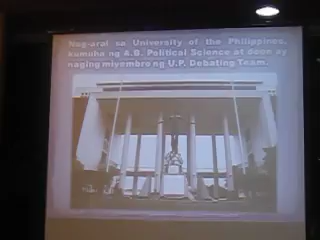 Nag-aral sa University of the Philippines,
kumuha ng A.B. Political Science at doon ay
naging miyembro ng U.P. Debating Team.